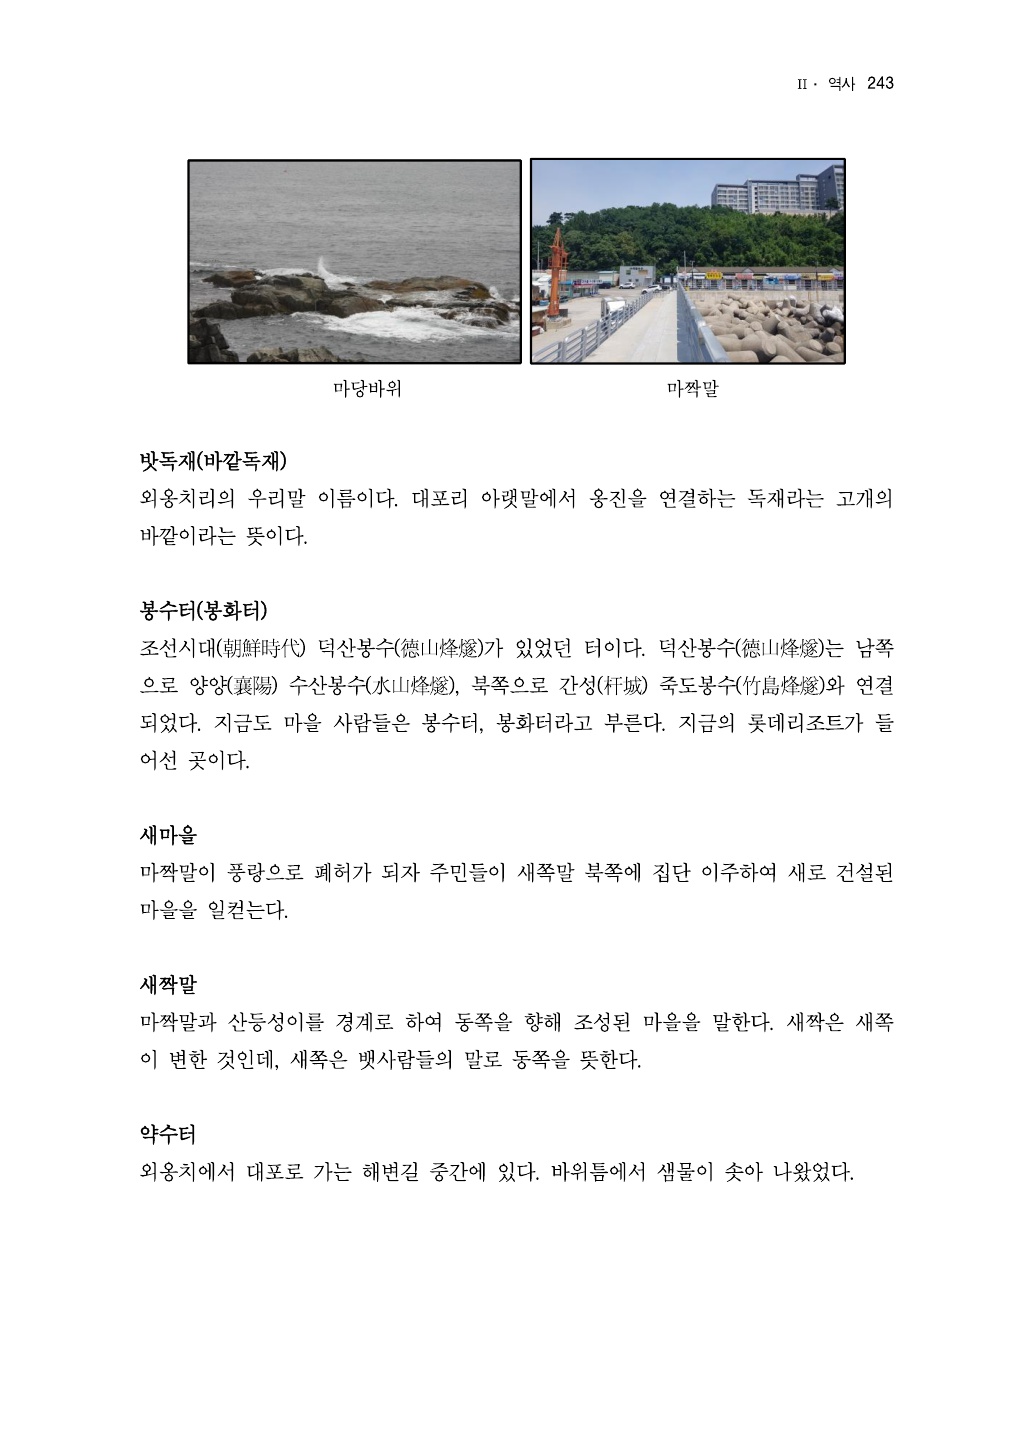 II · 역사 243
마당바위
마짝말
밧독재(바깥독재)
외옹치리의 우리말 이름이다. 대포리 아랫말에서 옹진을 연결하는 독재라는 고개의
바깥이라는 뜻이다.
봉수터(봉화터)
조선시대(朝鮮時代) 덕산봉수(德山烽燧)가 있었던 터이다. 덕산봉수(德山烽燧)는 남쪽
으로 양양(襄陽) 수산봉수(水山烽燧), 북쪽으로 간성(杆城) 죽도봉수(竹島烽燧)와 연결
되었다. 지금도 마을 사람들은 봉수터, 봉화터라고 부른다. 지금의 롯데리조트가 들
어선 곳이다.
새마을
마짝말이 풍랑으로 폐허가 되자 주민들이 새쪽말 북쪽에 집단 이주하여 새로 건설된
마을을 일컫는다.
새짝말
마짝말과 산등성이를 경계로 하여 동쪽을 향해 조성된 마을을 말한다. 새짝은 새쪽
이 변한 것인데, 새쪽은 뱃사람들의 말로 동쪽을 뜻한다.
약수터
외옹치에서 대포로 가는 해변길 중간에 있다. 바위틈에서 샘물이 솟아 나왔었다.